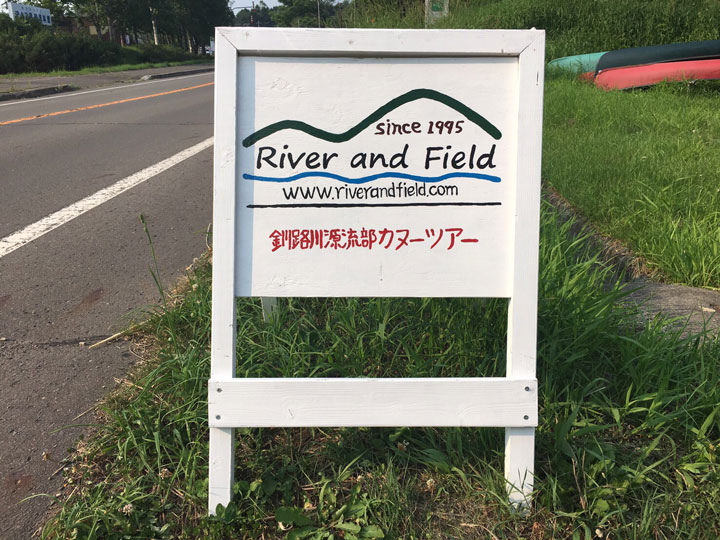 since 1995
River and Field
www.riverandfield.com
釧路川源流部カヌーツアー